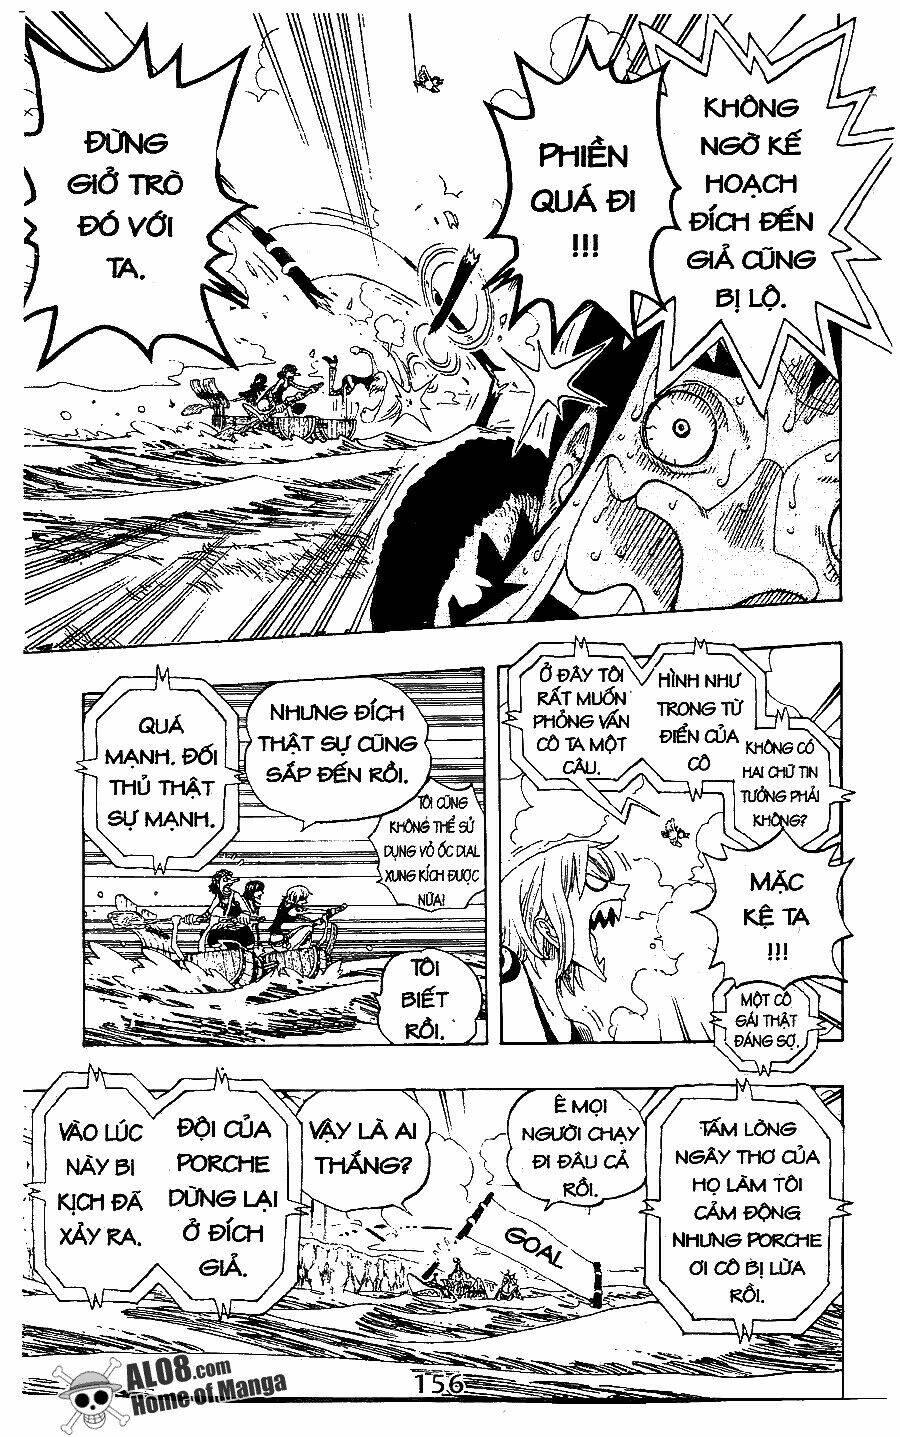 KHÔNG
NGỜ KẾ
HOẠCH
ĐÍCH ĐẾN
GIẢ CŨNG
BỊ LỘ.
PHIỀN
QUÁ ĐI
!!!
ĐỪNG
GIỞ TRÒ
ĐÓ VỚI
TA.
KHÔNG CÓ
HAI CHỮ TIN
TƯỞNG PHẢI
KHÔNG?
HÌNH NHƯ
TRONG TỪ
ĐIỂN CỦA
CÔ
Ở ĐÂY TÔI
RẤT MUỐN
PHỎNG VẤN
CÔ TA MỘT
CÂU.
MẶC
KỆ TA
!!!
MỘT CÔ
GÁI THẬT
ĐÁNG SỢ.
NHƯNG ĐÍCH
THẬT SỰ CŨNG
SẮP ĐẾN RỒI.
TÔI CŨNG
KHÔNG THỂ SỬ
DỤNG VỎ ỐC DIAL
XUNG KÍCH ĐƯỢC
NỮA!
TÔI
BIẾT
RỒI.
QUÁ
MẠNH. ĐỐI
THỦ THẬT
SỰ MẠNH.
TẤM LÒNG
NGÂY THƠ CỦA
HỌ LÀM TÔI
CẢM ĐỘNG
NHƯNG PORCHE
ƠI CÔ BỊ LỪA
RỒI.
Ê MỌI
NGƯỜI CHẠY
ĐI ĐÂU CẢ
RỒI.
GOAL
VẬY LÀ AI
THẮNG?
ĐỘI CỦA
PORCHE
DỪNG LẠI
Ở ĐÍCH
GIẢ.
VÀO LÚC
NÀY BI
KỊCH ĐÃ
XẢY RA.
156
ALO8.com
Home of Manga